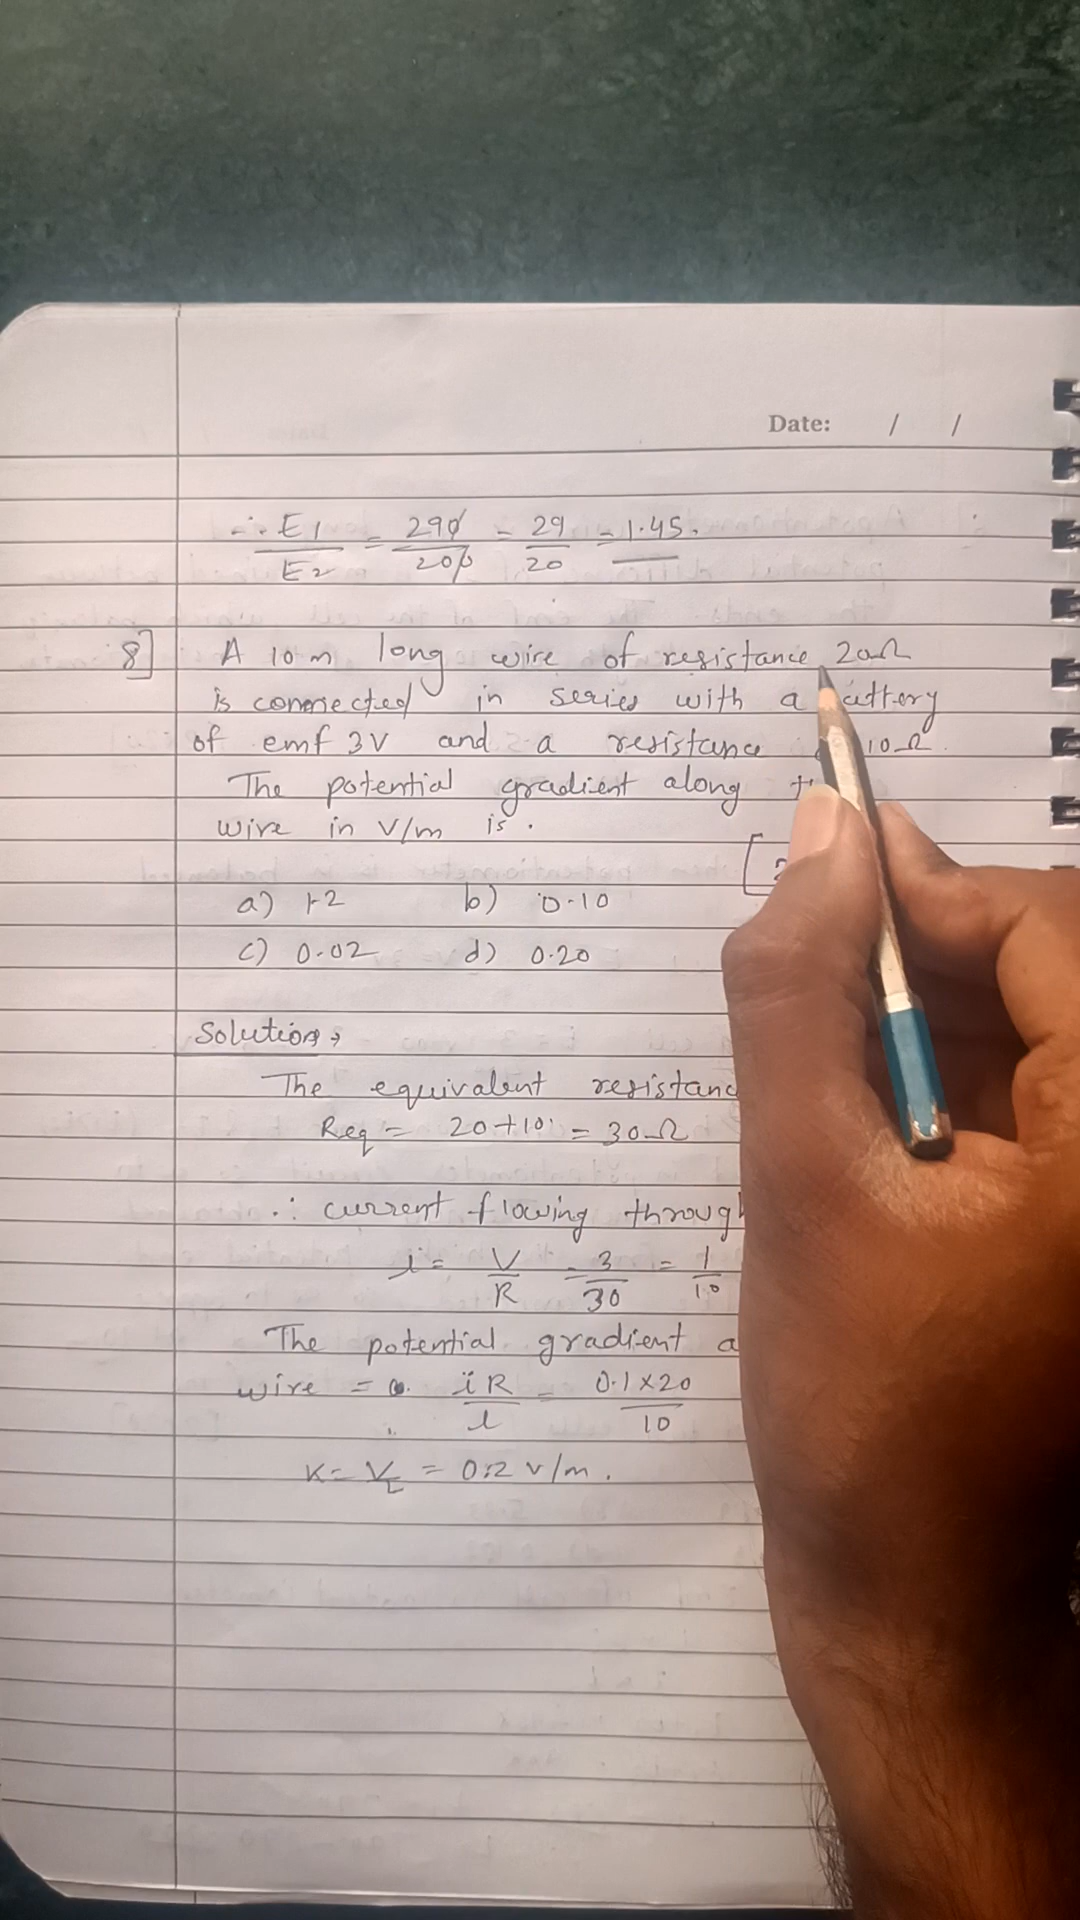 Date: / /
∴ E1/E2 = 290/200 = 29/20 = 1.45.
8] A 10 m long wire of resistance 20Ω
is connected in series with a battery
of emf 3V and a resistance 10Ω.
The potential gradient along
wire in V/m is.
a) 1.2 b) 0.10
c) 0.02 d) 0.20
Solution,
The equivalent
Req = 20+10 = 30Ω
∴ current flowing
i = V/R = 3/30 = 1/10
The potential gradient
wire = iR/l = 0.1×20/10
K = V/L = 0.2 v/m.